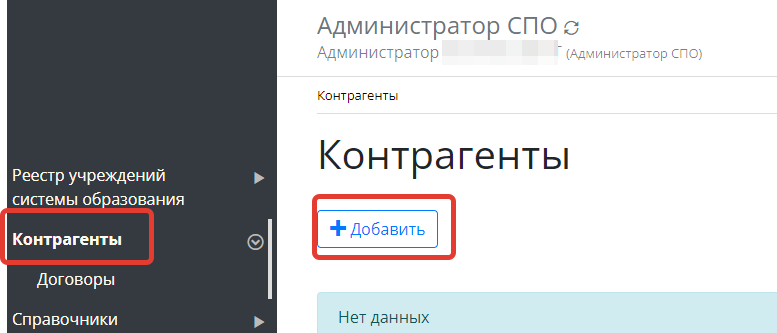 Администратор СПО
Администратор (Администратор СПО)
Контрагенты
Контрагенты
Добавить
Нет данных
Реестр учреждений
системы образования
Контрагенты
Договоры
Справочники